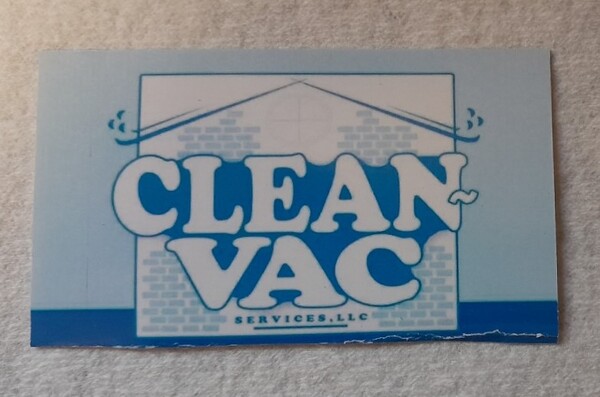 CLEAN~
VAC
SERVICES, LLC